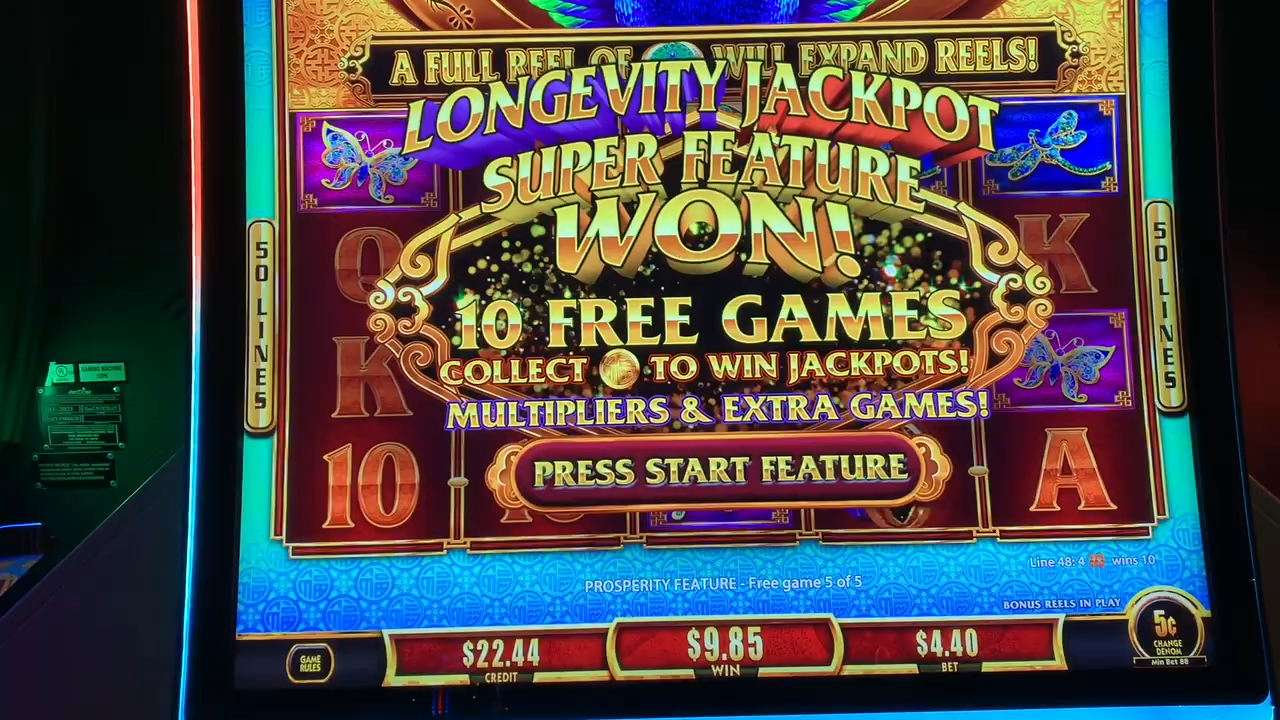 A FULL REEL OF WILL EXPAND REELS!
LONGEVITY JACKPOT
SUPER FEATURE
WON!
10 FREE GAMES
COLLECT TO WIN JACKPOTS!
MULTIPLIERS & EXTRA GAMES!
PRESS START FEATURE
50 LINES
50 LINES
Q
K
10
K
A
Line 48: 4 wins 10
PROSPERITY FEATURE - Free game 5 of 5
BONUS REELS IN PLAY
GAME RULES
$22.44
CREDIT
$9.85
WIN
$4.40
BET
5¢
CHANGE
DENOM
Min Bet 88
GAMING MACHINE